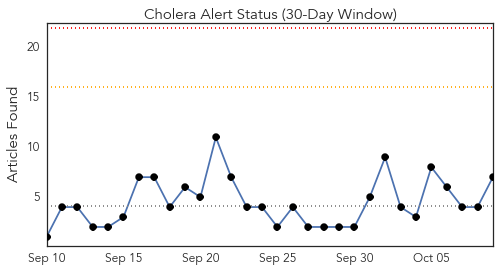 Cholera Alert Status (30-Day Window)
Articles Found
20
15
10
5
Sep 10 Sep 15 Sep 20 Sep 25 Sep 30 Oct 05